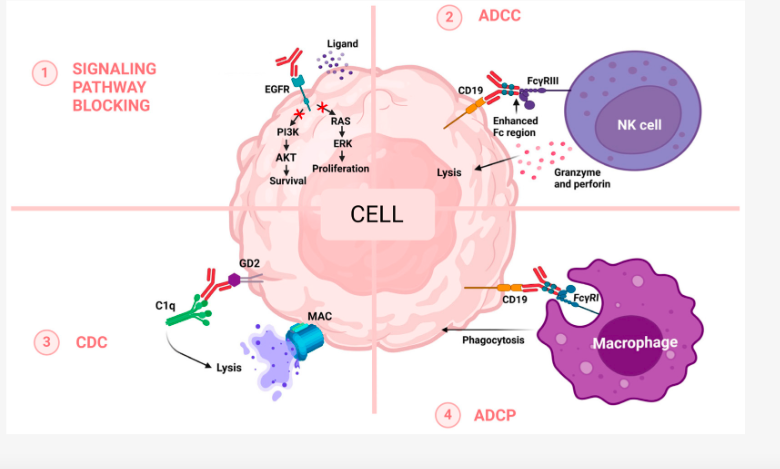 1
SIGNALING
PATHWAY
BLOCKING
Ligand
EGFR
PI3K
RAS
AKT
ERK
Survival
Proliferation
2
ADCC
CD19
FcγRIII
Enhanced
Fc region
NK cell
Lysis
Granzyme
and perforin
CELL
3
CDC
GD2
C1q
MAC
Lysis
CD19
FcγRI
Macrophage
Phagocytosis
4
ADCP